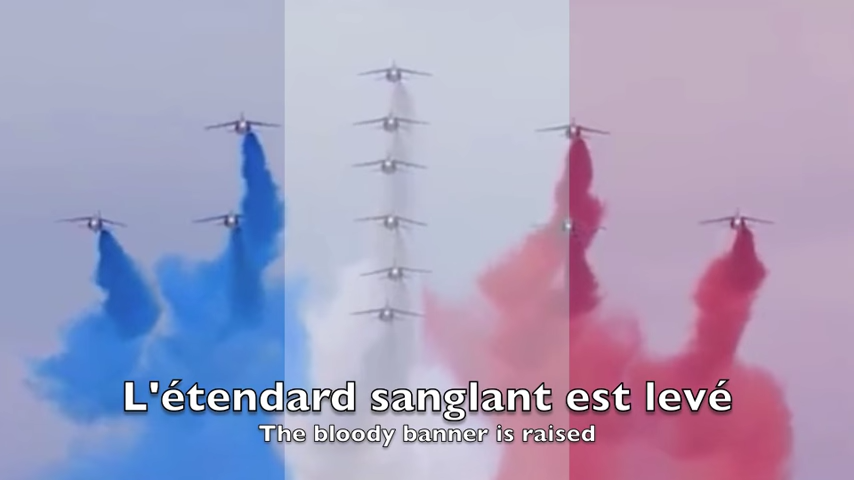 L'étendard sanglant est levé
The bloody banner is raised